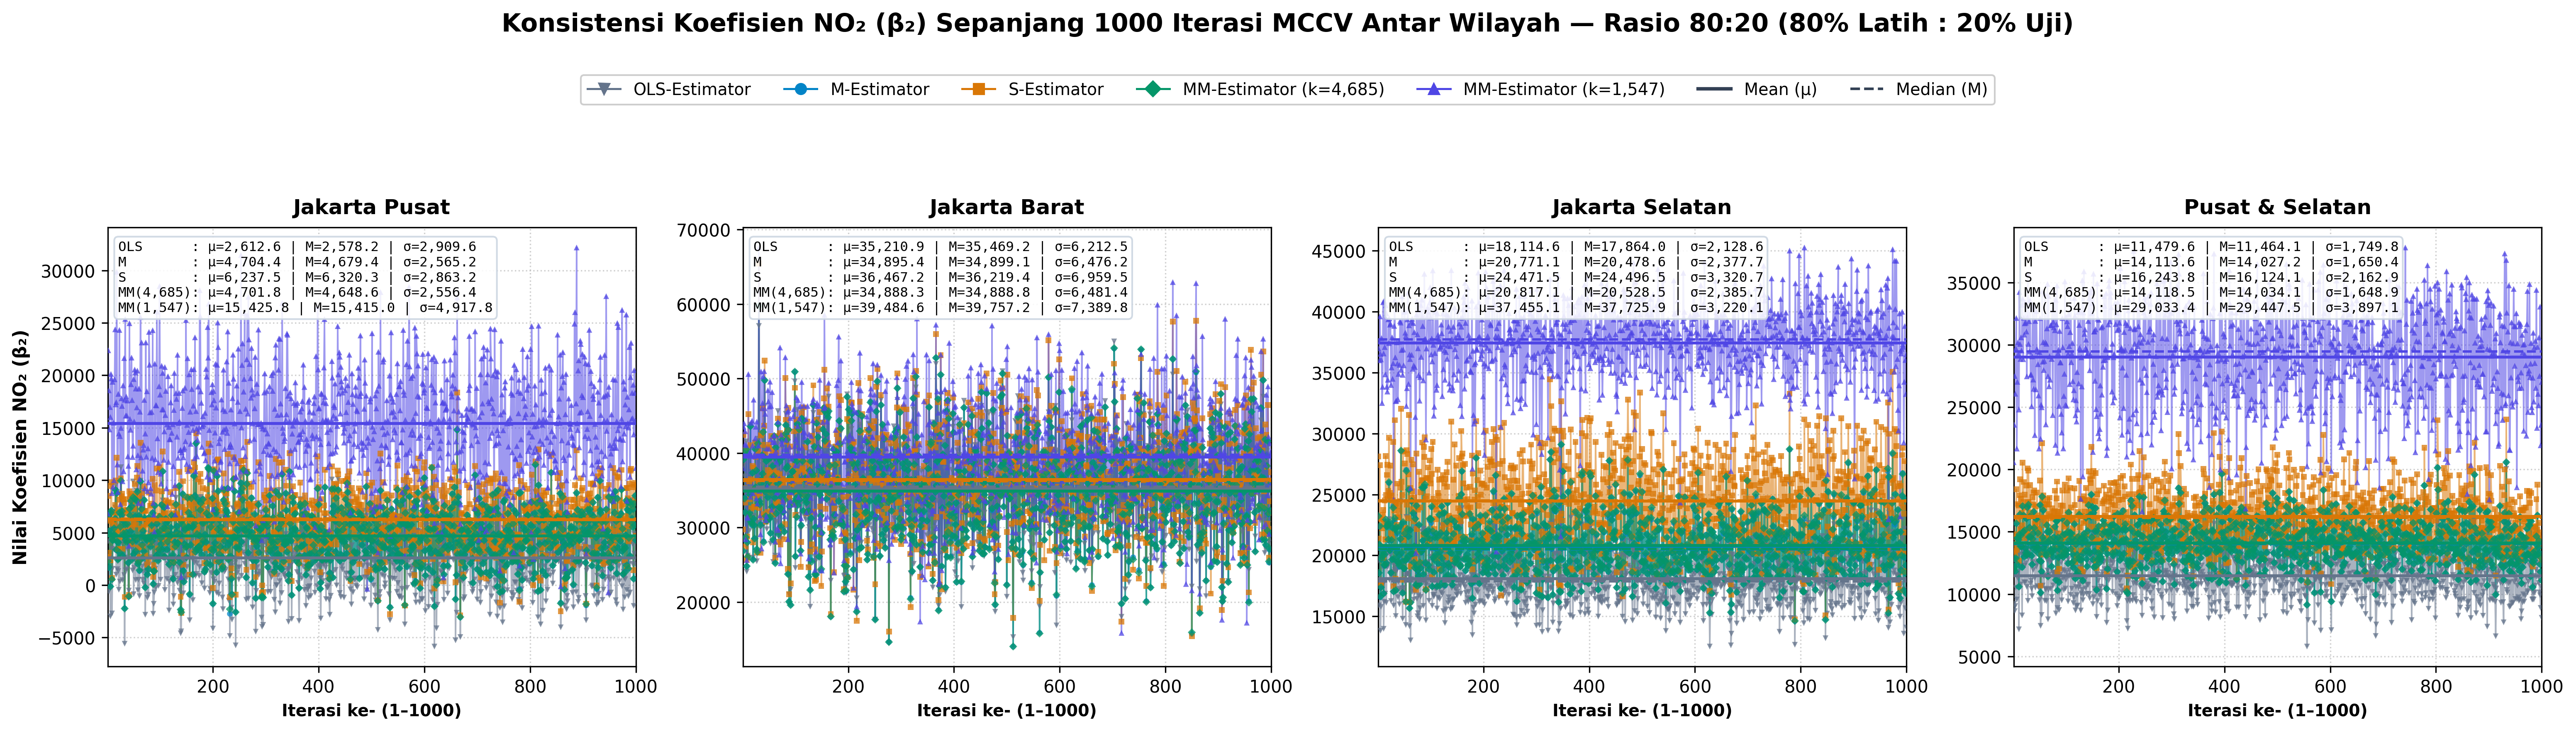 Konsistensi Koefisien NO₂ (β₂) Sepanjang 1000 Iterasi MCCV Antar Wilayah — Rasio 80:20 (80% Latih : 20% Uji)
OLS-Estimator M-Estimator S-Estimator MM-Estimator (k=4,685) MM-Estimator (k=1,547) Mean (μ) Median (M)
Nilai Koefisien NO₂ (β₂)
Jakarta Pusat
OLS : μ=2,612.6 | M=2,578.2 | σ=2,909.6
M : μ=4,704.4 | M=4,679.4 | σ=2,565.2
S : μ=6,237.5 | M=6,320.3 | σ=2,863.2
MM(4,685): μ=4,701.8 | M=4,648.6 | σ=2,556.4
MM(1,547): μ=15,425.8 | M=15,415.0 | σ=4,917.8
30000
25000
20000
15000
10000
5000
0
−5000
200 400 600 800 1000
Iterasi ke- (1–1000)
Jakarta Barat
OLS : μ=35,210.9 | M=35,469.2 | σ=6,212.5
M : μ=34,895.4 | M=34,899.1 | σ=6,476.2
S : μ=36,467.2 | M=36,219.4 | σ=6,959.5
MM(4,685): μ=34,888.3 | M=34,888.8 | σ=6,481.4
MM(1,547): μ=39,484.6 | M=39,757.2 | σ=7,389.8
70000
60000
50000
40000
30000
20000
200 400 600 800 1000
Iterasi ke- (1–1000)
Jakarta Selatan
OLS : μ=18,114.6 | M=17,864.0 | σ=2,128.6
M : μ=20,771.1 | M=20,478.6 | σ=2,377.7
S : μ=24,471.5 | M=24,496.5 | σ=3,320.7
MM(4,685): μ=20,817.1 | M=20,528.5 | σ=2,385.7
MM(1,547): μ=37,455.1 | M=37,725.9 | σ=3,220.1
45000
40000
35000
30000
25000
20000
15000
200 400 600 800 1000
Iterasi ke- (1–1000)
Pusat & Selatan
OLS : μ=11,479.6 | M=11,464.1 | σ=1,749.8
M : μ=14,113.6 | M=14,027.2 | σ=1,650.4
S : μ=16,243.8 | M=16,124.1 | σ=2,162.9
MM(4,685): μ=14,118.5 | M=14,034.1 | σ=1,648.9
MM(1,547): μ=29,033.4 | M=29,447.5 | σ=3,897.1
35000
30000
25000
20000
15000
10000
5000
200 400 600 800 1000
Iterasi ke- (1–1000)